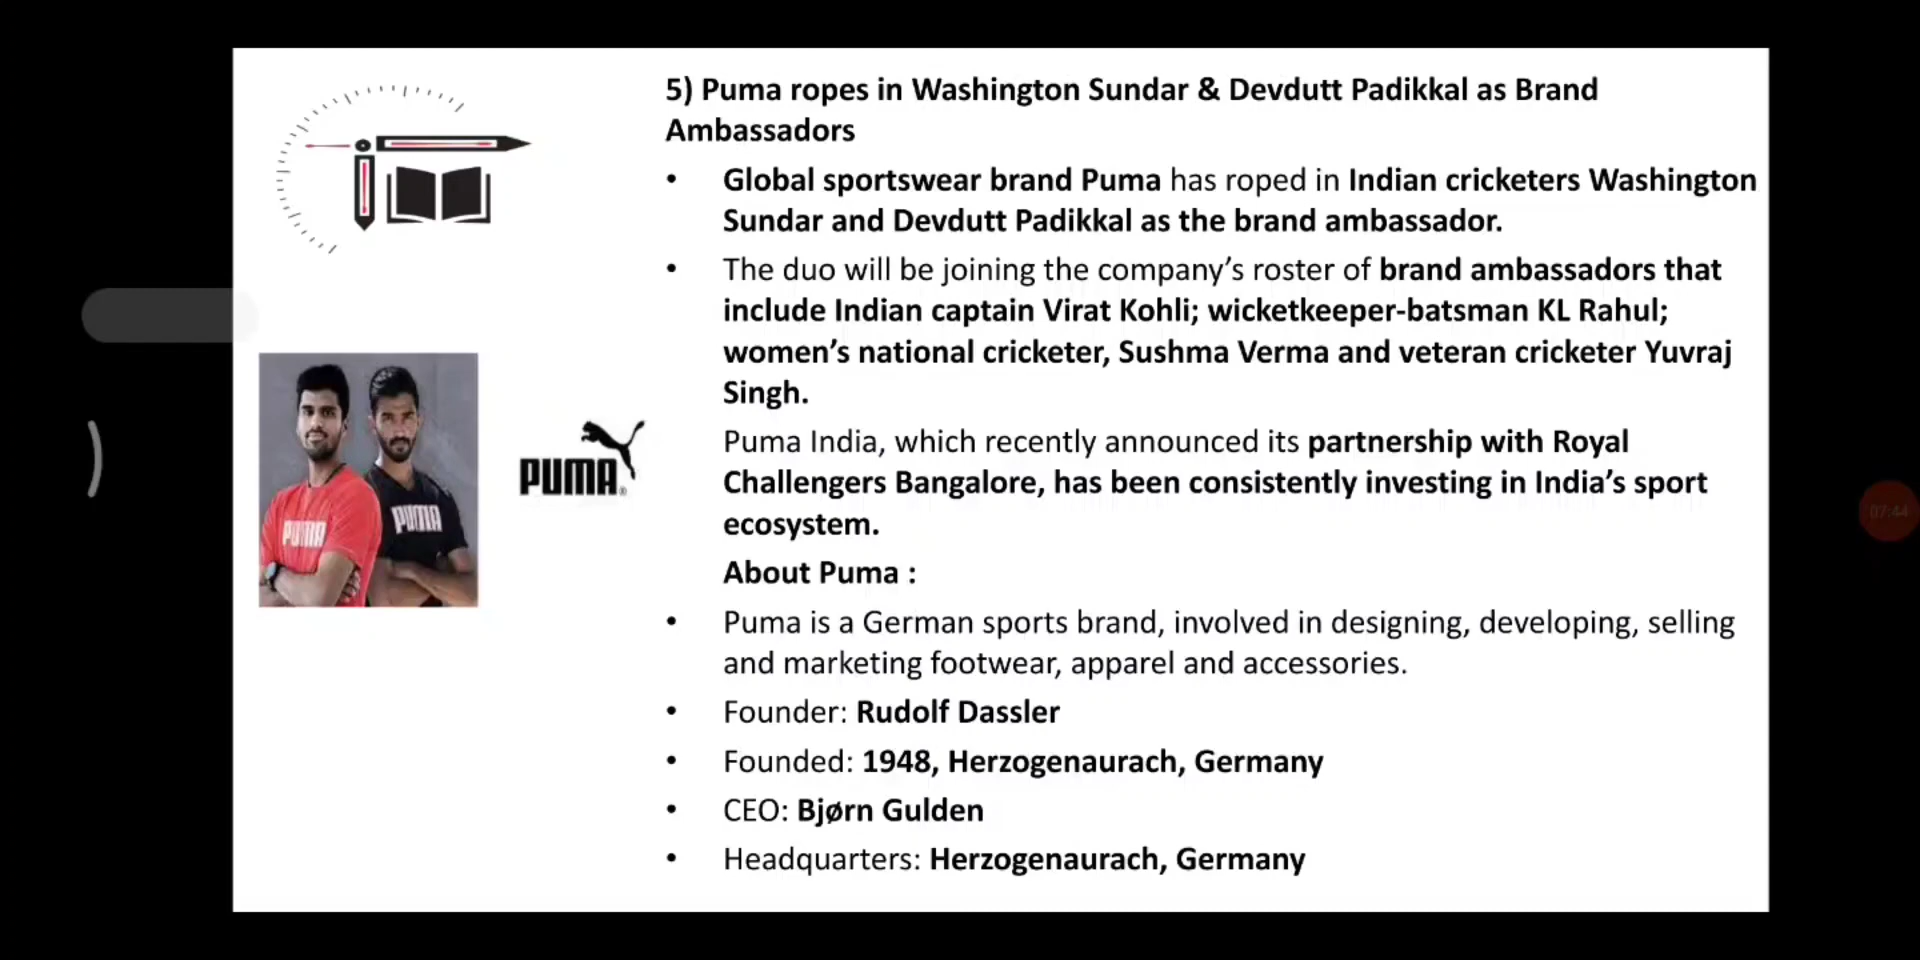 5) Puma ropes in Washington Sundar & Devdutt Padikkal as Brand
Ambassadors
• Global sportswear brand Puma has roped in Indian cricketers Washington
Sundar and Devdutt Padikkal as the brand ambassador.
• The duo will be joining the company’s roster of brand ambassadors that
include Indian captain Virat Kohli; wicketkeeper-batsman KL Rahul;
women’s national cricketer, Sushma Verma and veteran cricketer Yuvraj
Singh.
Puma India, which recently announced its partnership with Royal
Challengers Bangalore, has been consistently investing in India’s sport
ecosystem.
About Puma :
• Puma is a German sports brand, involved in designing, developing, selling
and marketing footwear, apparel and accessories.
• Founder: Rudolf Dassler
• Founded: 1948, Herzogenaurach, Germany
• CEO: Bjørn Gulden
• Headquarters: Herzogenaurach, Germany
PUMA®
PUMA
PUMA
07:44